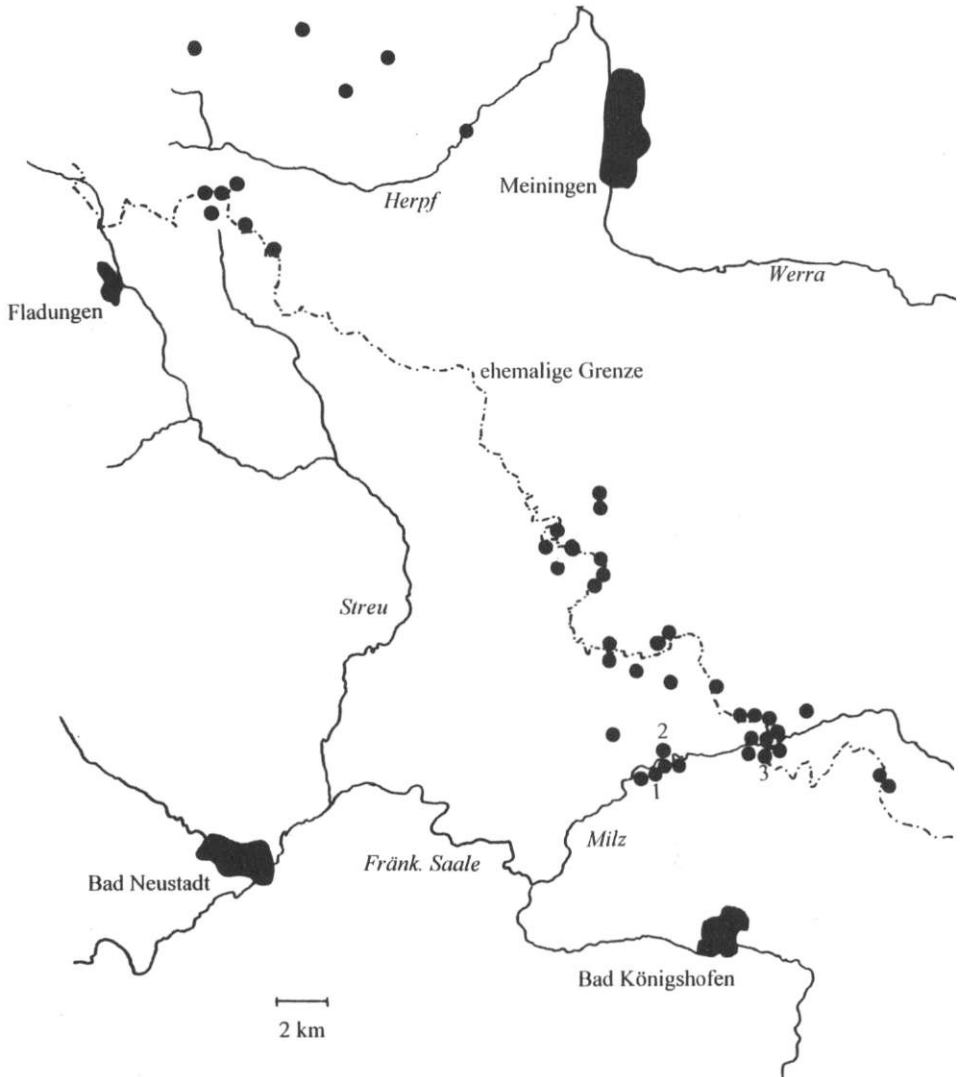 Meiningen
Herpf
Werra
Fladungen
ehemalige Grenze
Streu
2
1
3
Milz
Fränk. Saale
Bad Neustadt
Bad Königshofen
2 km